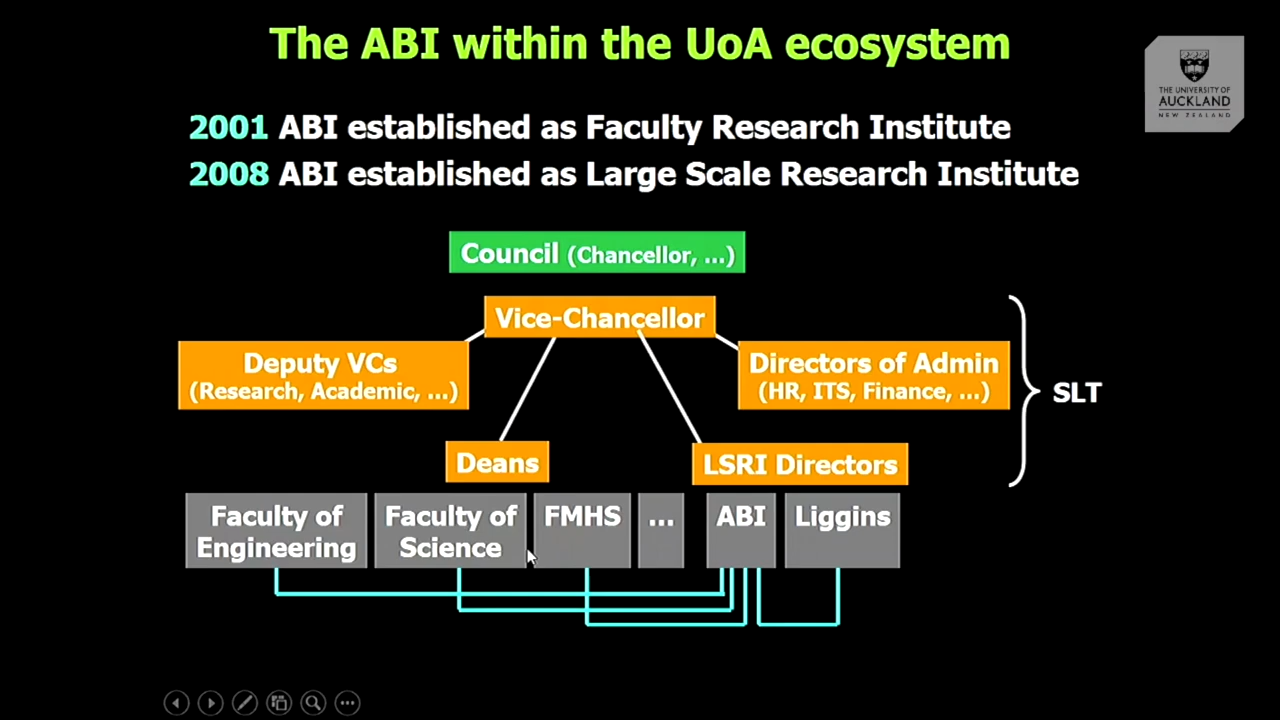 The ABI within the UoA ecosystem
THE UNIVERSITY OF
AUCKLAND
NEW ZEALAND
2001 ABI established as Faculty Research Institute
2008 ABI established as Large Scale Research Institute
Council (Chancellor, ...)
Vice-Chancellor
Deputy VCs
(Research, Academic, ...)
Directors of Admin
(HR, ITS, Finance, ...)
SLT
Deans
LSRI Directors
Faculty of
Engineering
Faculty of
Science
FMHS
...
ABI
Liggins